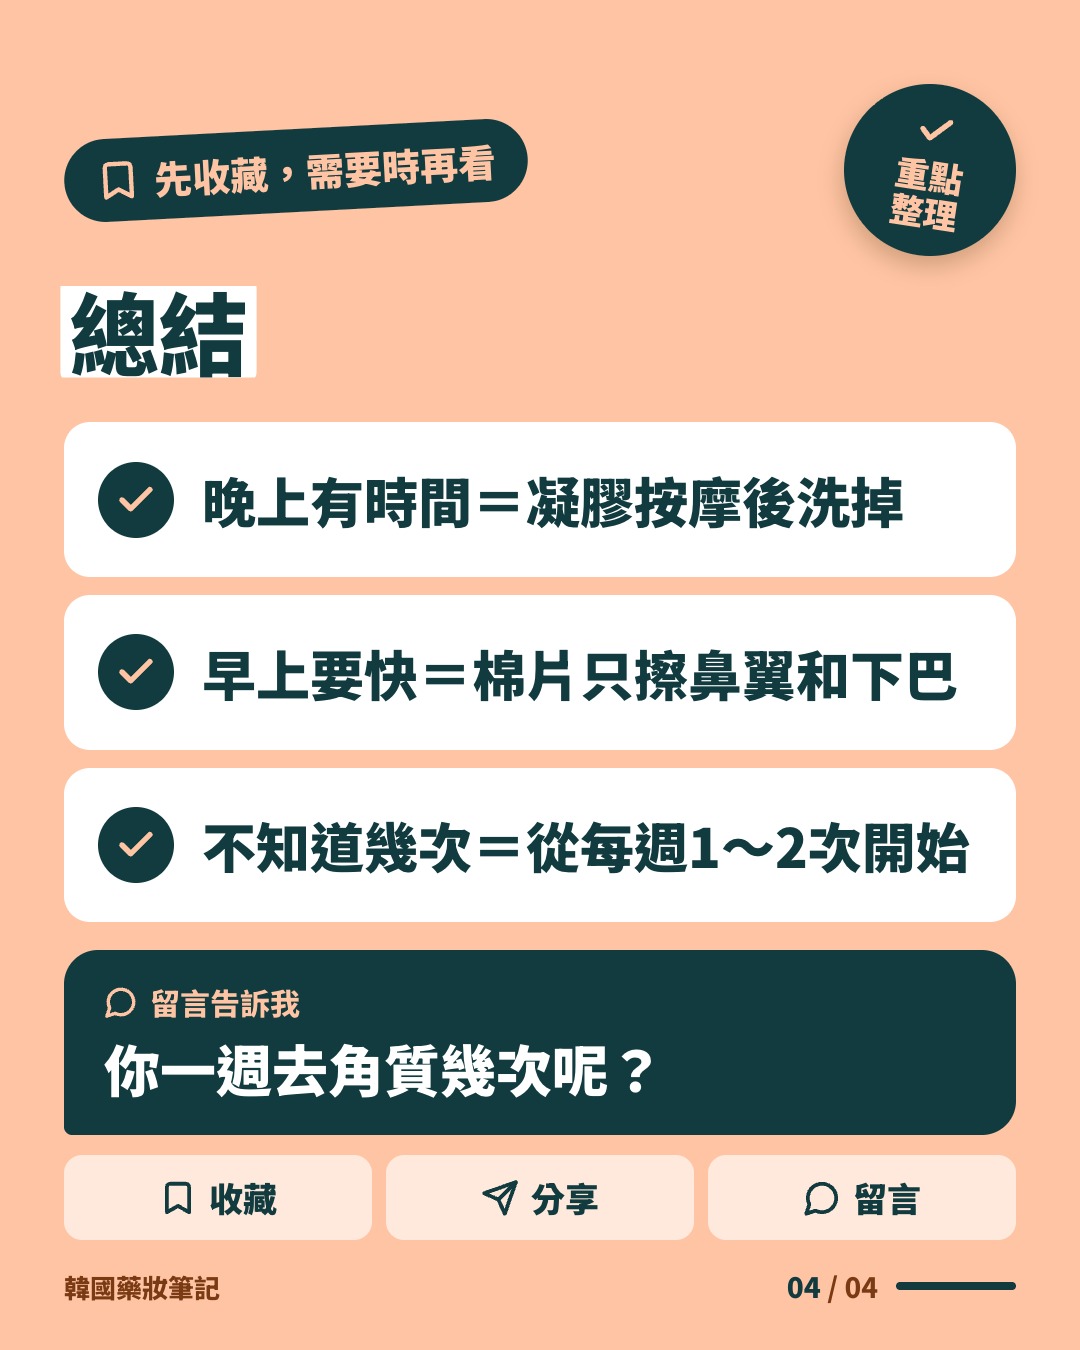 先收藏，需要時再看
重點
整理
總結
晚上有時間＝凝膠按摩後洗掉
早上要快＝棉片只擦鼻翼和下巴
不知道幾次＝從每週1～2次開始
留言告訴我
你一週去角質幾次呢？
收藏
分享
留言
韓國藥妝筆記
04 / 04